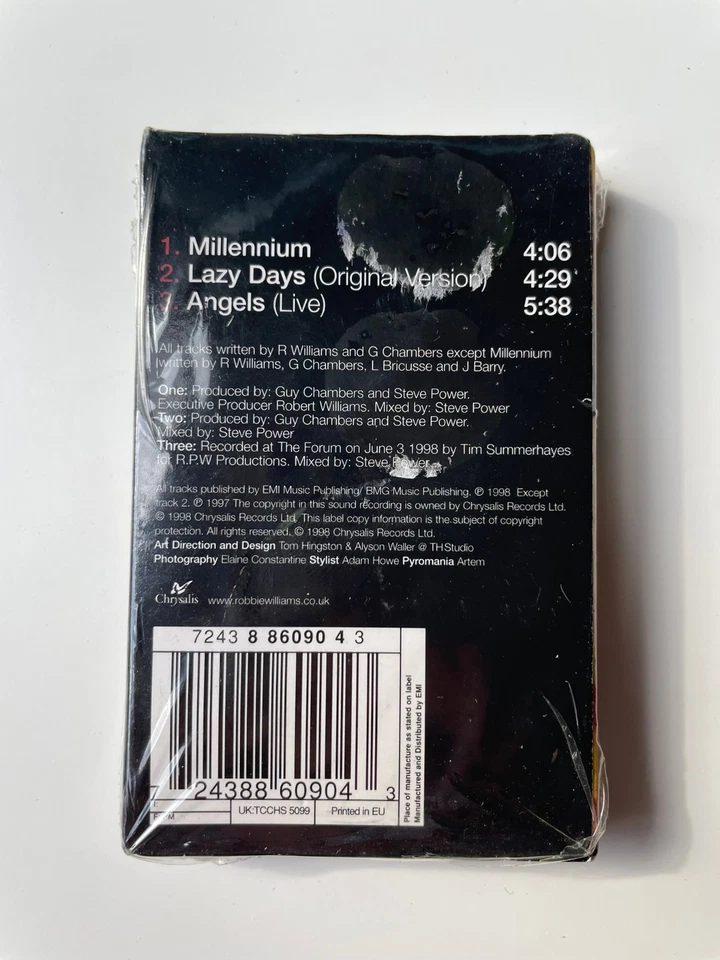 1. Millennium 4:06
2. Lazy Days (Original Version) 4:29
3. Angels (Live) 5:38
All tracks written by R Williams and G Chambers except Millennium
written by R Williams, G Chambers, L Bricusse and J Barry.
One: Produced by: Guy Chambers and Steve Power.
Executive Producer Robert Williams. Mixed by: Steve Power
Two: Produced by: Guy Chambers and Steve Power.
Mixed by: Steve Power
Three: Recorded at The Forum on June 3 1998 by Tim Summerhayes
for R.P.W Productions. Mixed by: Steve Power
All tracks published by EMI Music Publishing/ BMG Music Publishing. ℗ 1998 Except
track 2. ℗ 1997 The copyright in this sound recording is owned by Chrysalis Records Ltd.
© 1998 Chrysalis Records Ltd. This label copy information is the subject of copyright
protection. All rights reserved. © 1998 Chrysalis Records Ltd.
Art Direction and Design Tom Hingston & Alyson Waller @ THStudio
Photography Elaine Constantine Stylist Adam Howe Pyromania Artem
Chrysalis www.robbiewilliams.co.uk
7243 8 86090 4 3
7 24388 60904 3
UK:TCCHS 5099 Printed in EU
Place of manufacture as stated on label
Manufactured and Distributed by EMI